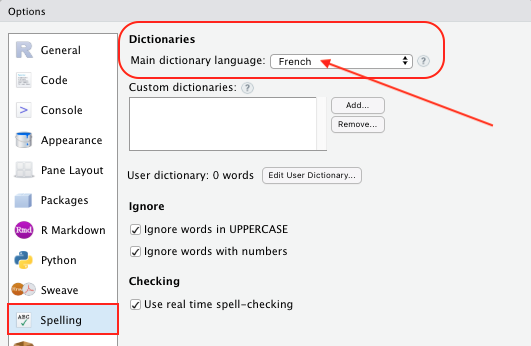 Options
General
Code
Console
Appearance
Pane Layout
Packages
Rmd R Markdown
Python
Sweave
ABC Spelling
Dictionaries
Main dictionary language: French ?
Custom dictionaries: ?
Add...
Remove...
User dictionary: 0 words Edit User Dictionary...
Ignore
Ignore words in UPPERCASE
Ignore words with numbers
Checking
Use real time spell-checking